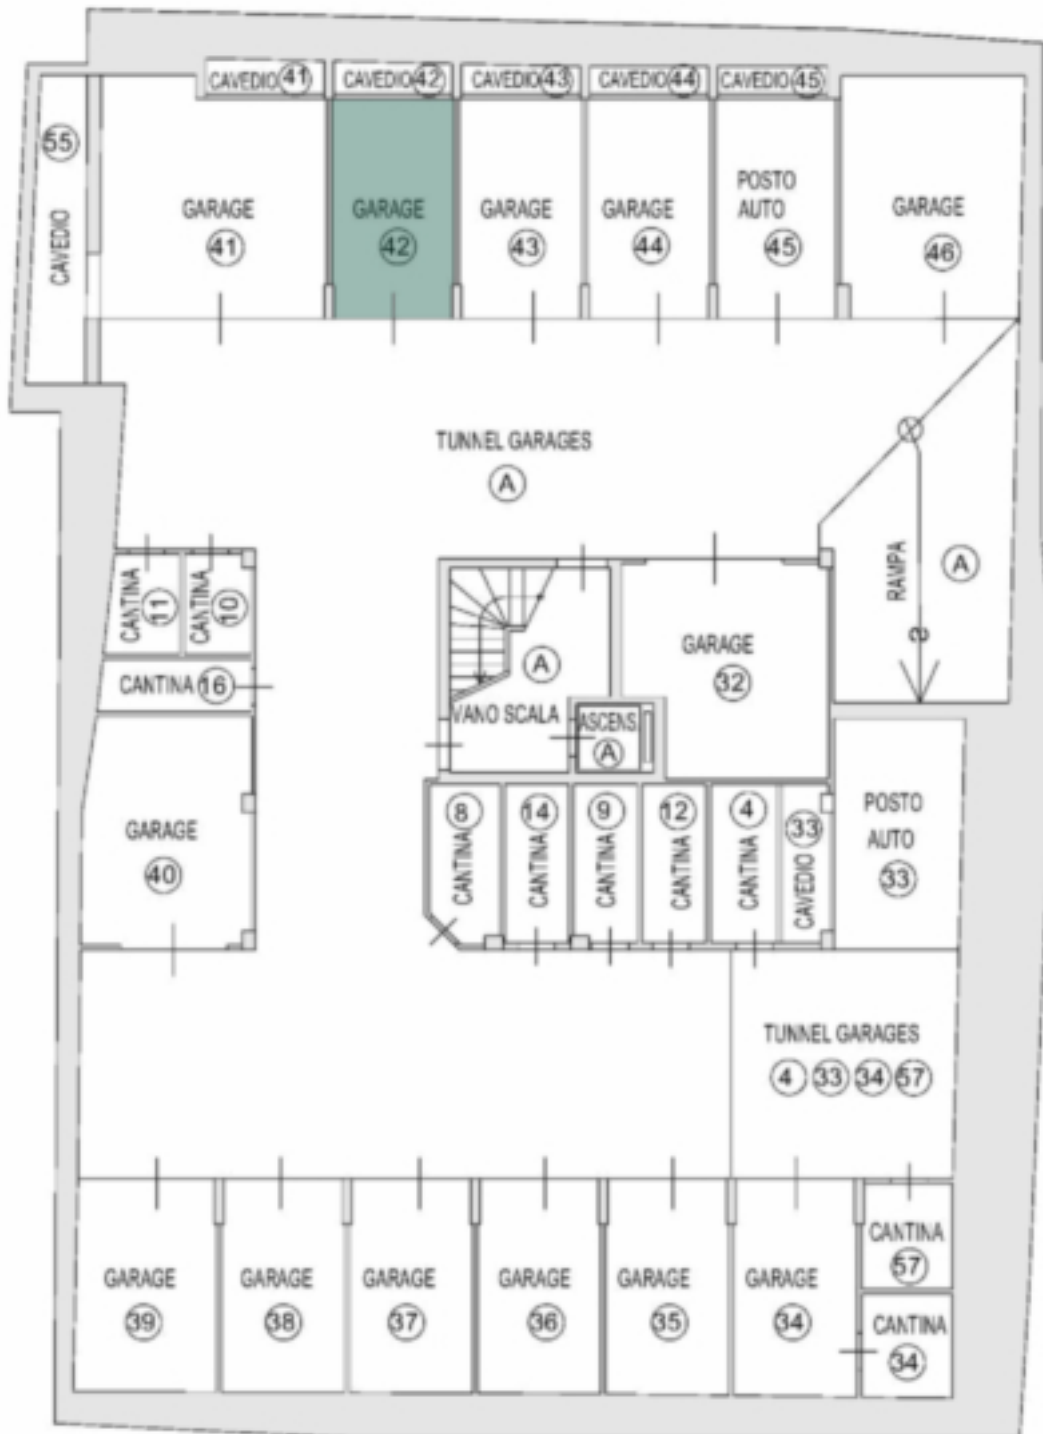 CAVEDIO 41
CAVEDIO 42
CAVEDIO 43
CAVEDIO 44
CAVEDIO 45
55
CAVEDIO
GARAGE
41
GARAGE
42
GARAGE
43
GARAGE
44
POSTO
AUTO
45
GARAGE
46
TUNNEL GARAGES
A
RAMPA
A
CANTINA
11
CANTINA
10
CANTINA 16
A
VANO SCALA
ASCENS.
A
GARAGE
32
GARAGE
40
8
CANTINA
14
CANTINA
9
CANTINA
12
CANTINA
4
CANTINA
33
CAVEDIO
POSTO
AUTO
33
TUNNEL GARAGES
4 33 34 57
GARAGE
39
GARAGE
38
GARAGE
37
GARAGE
36
GARAGE
35
GARAGE
34
CANTINA
57
CANTINA
34